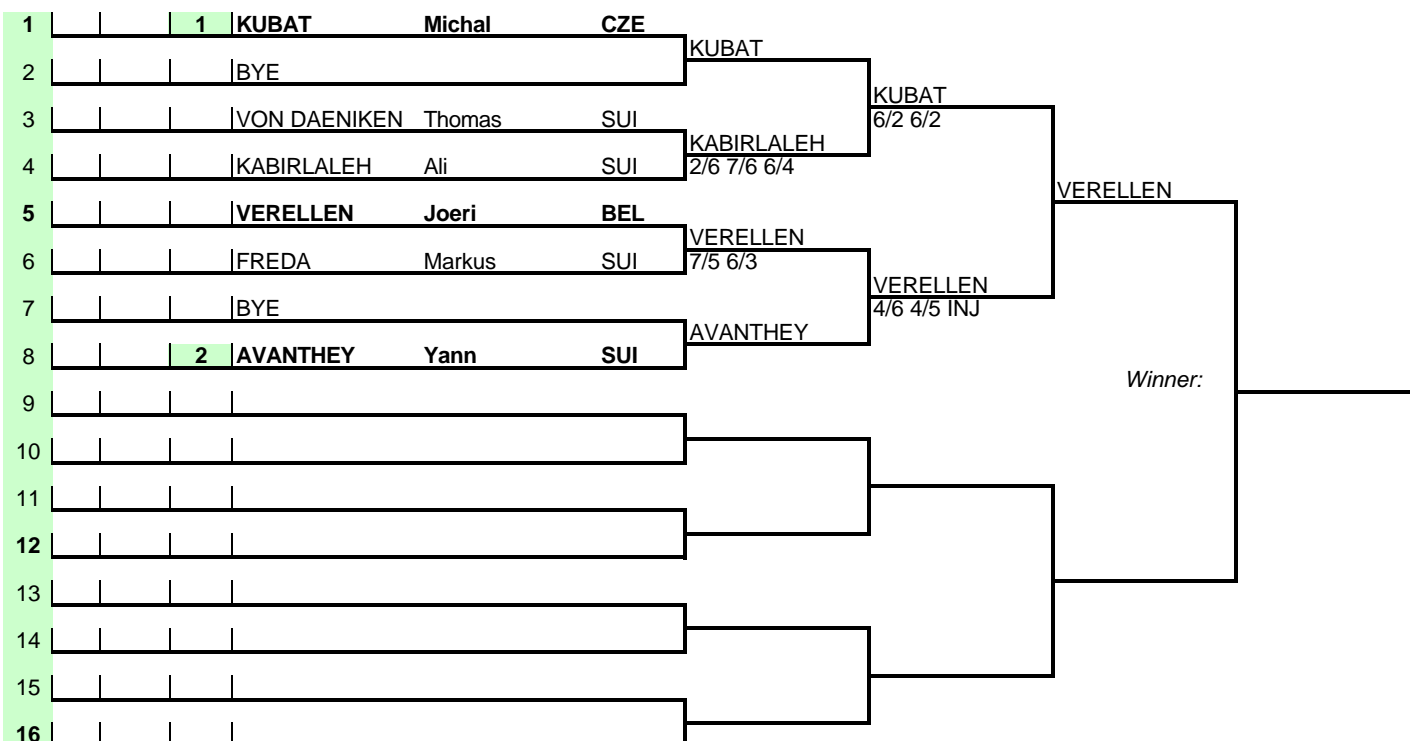 1 1 KUBAT Michal CZE
KUBAT
2 BYE
KUBAT
3 VON DAENIKEN Thomas SUI 6/2 6/2
KABIRLALEH
4 KABIRLALEH Ali SUI 2/6 7/6 6/4
VERELLEN
5 VERELLEN Joeri BEL
VERELLEN
6 FREDA Markus SUI 7/5 6/3
VERELLEN
7 BYE 4/6 4/5 INJ
AVANTHEY
8 2 AVANTHEY Yann SUI
Winner:
9
10
11
12
13
14
15
16